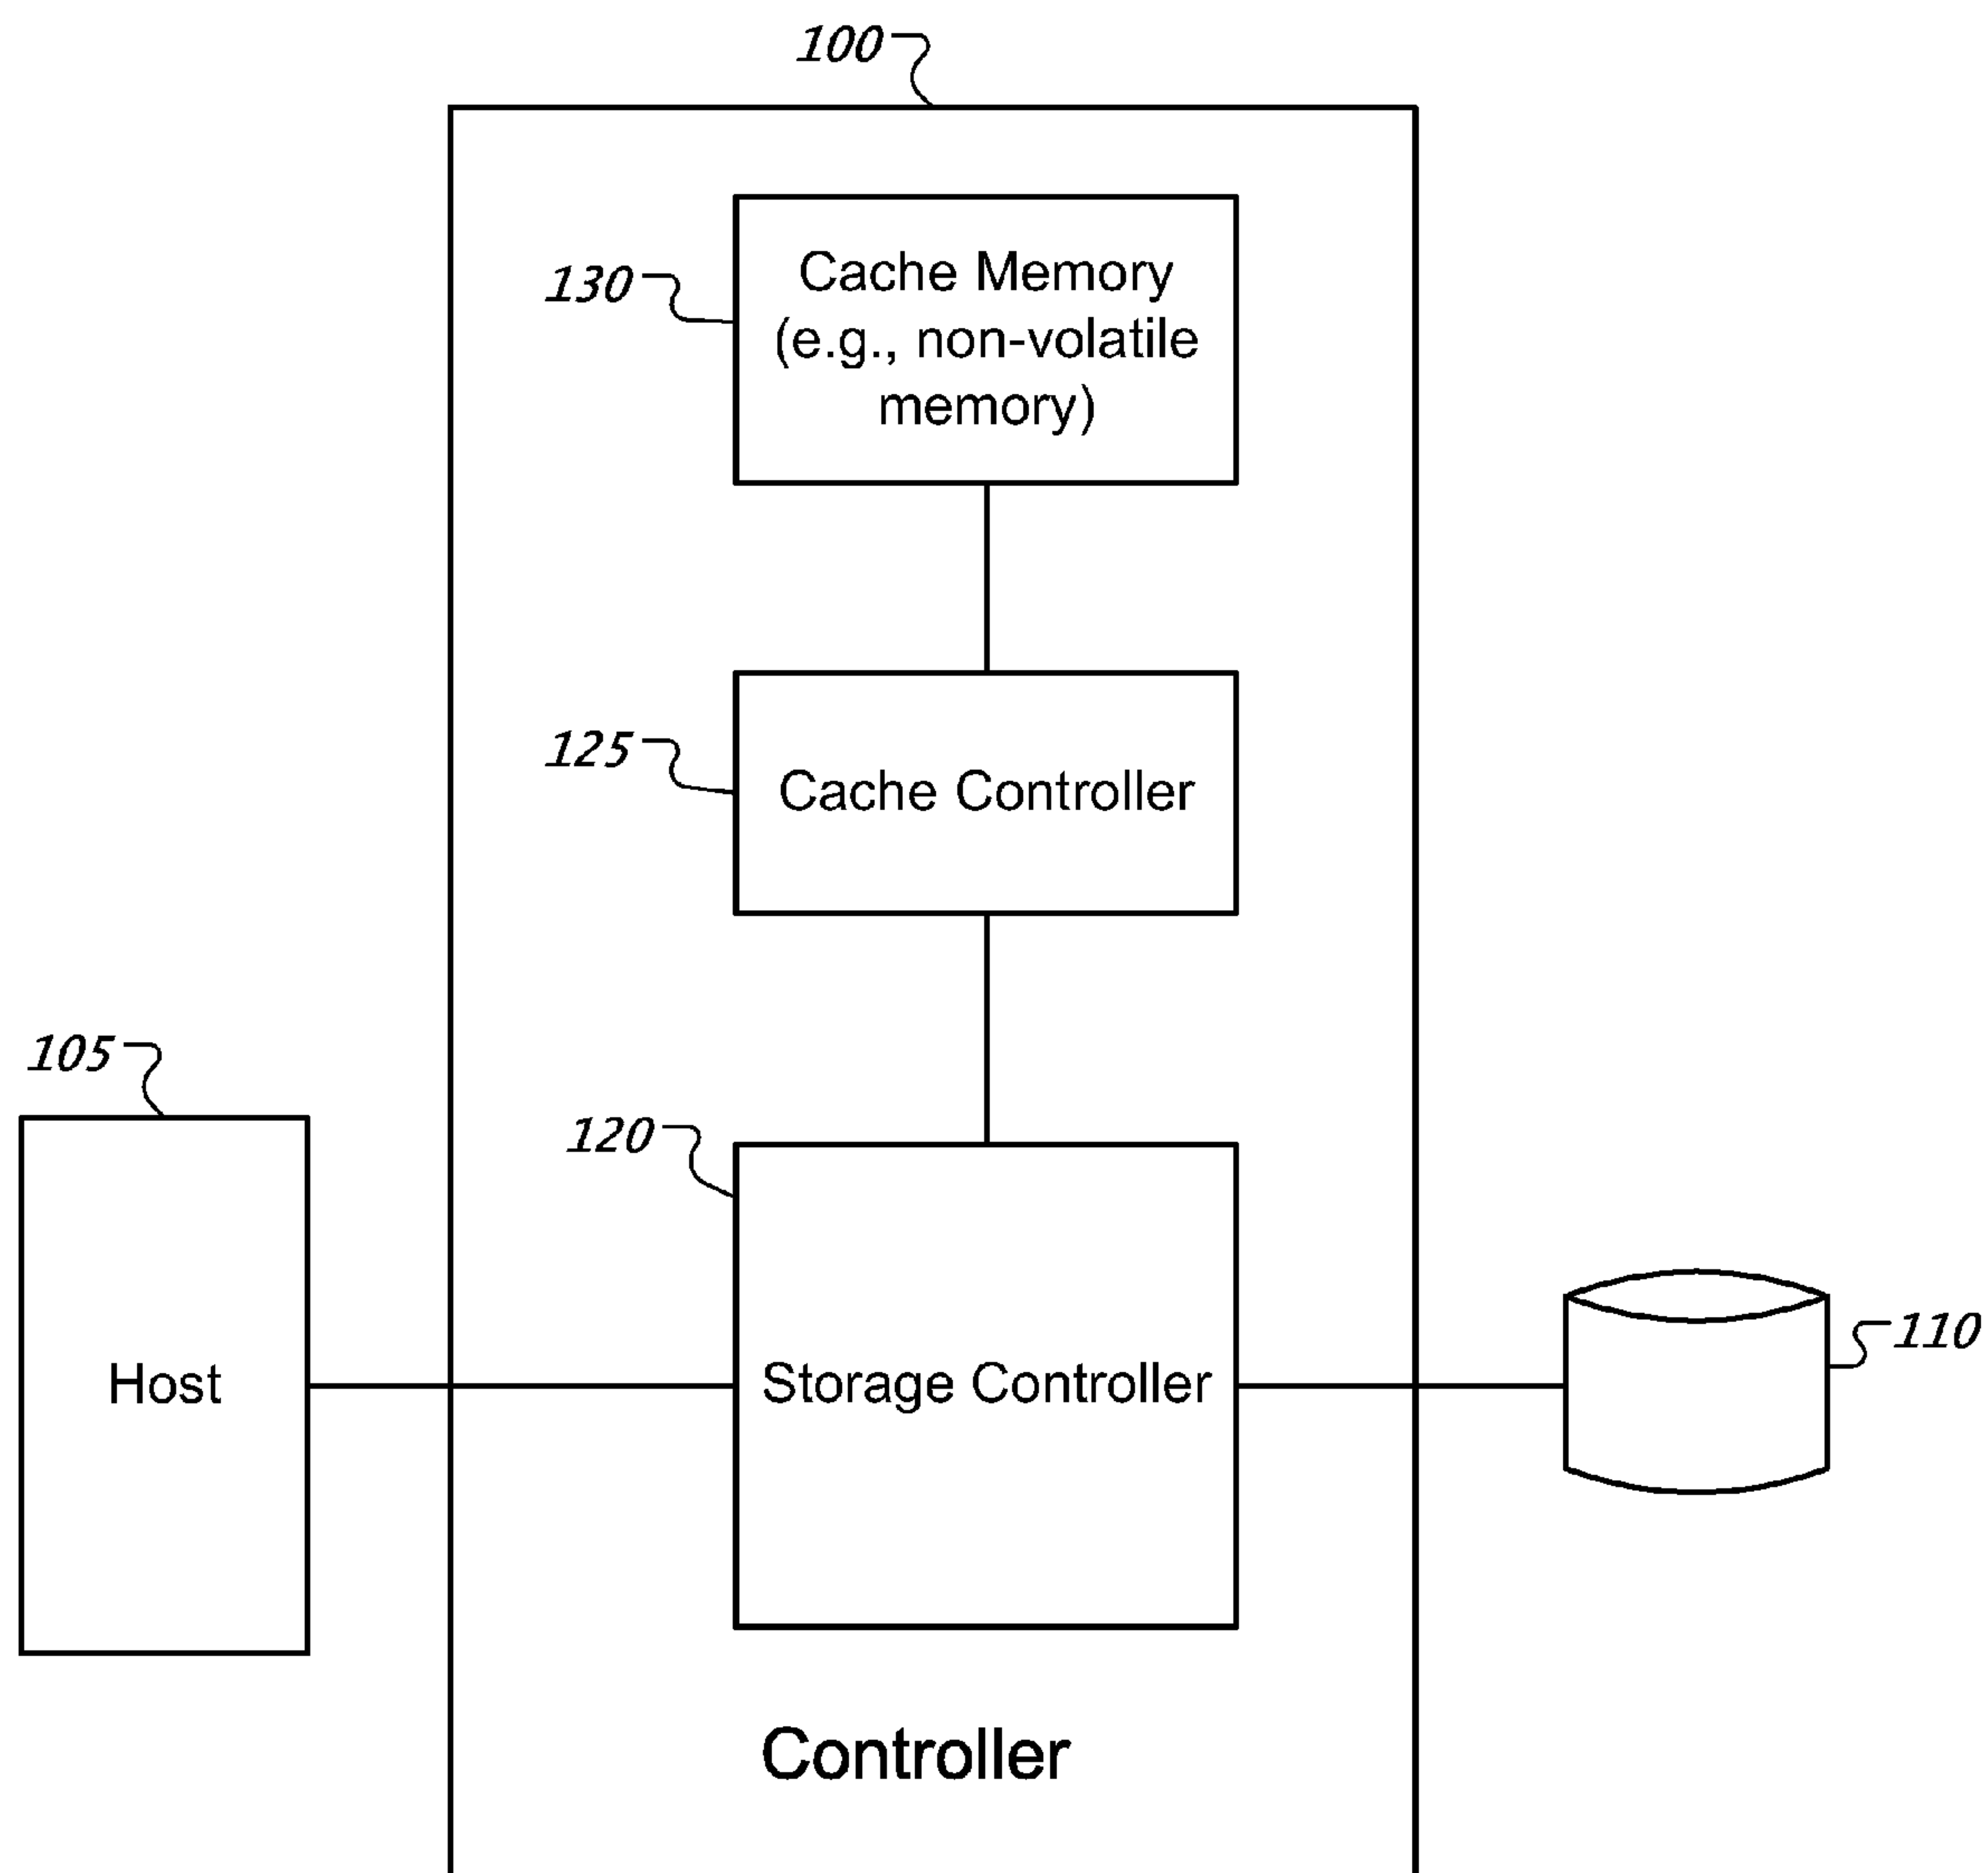 100
130
Cache Memory
(e.g., non-volatile
memory)
125
Cache Controller
105
120
Host
Storage Controller
110
Controller